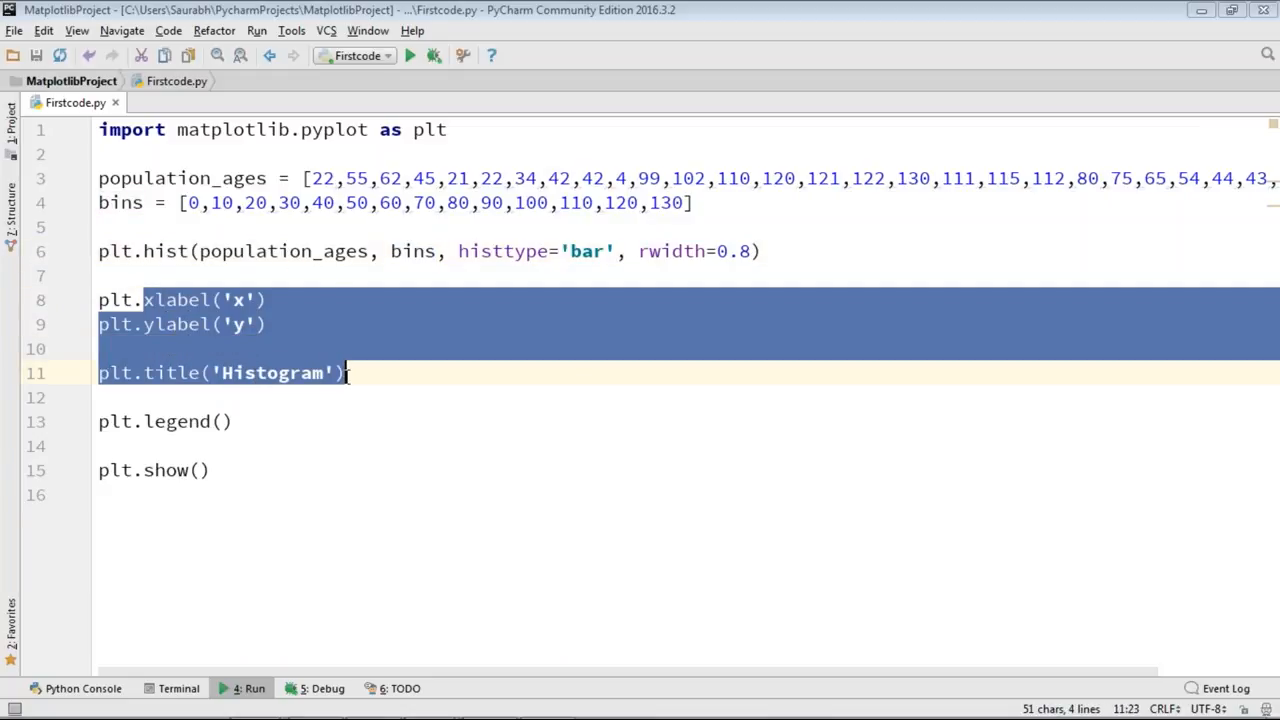 MatplotlibProject - [C:\Users\Saurabh\PycharmProjects\MatplotlibProject] - ...\Firstcode.py - PyCharm Community Edition 2016.3.2
File Edit View Navigate Code Refactor Run Tools VCS Window Help
Firstcode
MatplotlibProject Firstcode.py
Firstcode.py
1: Project
Z: Structure
2: Favorites
1 import matplotlib.pyplot as plt
2
3 population_ages = [22,55,62,45,21,22,34,42,42,4,99,102,110,120,121,122,130,111,115,112,80,75,65,54,44,43,
4 bins = [0,10,20,30,40,50,60,70,80,90,100,110,120,130]
5
6 plt.hist(population_ages, bins, histtype='bar', rwidth=0.8)
7
8 plt.xlabel('x')
9 plt.ylabel('y')
10
11 plt.title('Histogram')
12
13 plt.legend()
14
15 plt.show()
16
Python Console Terminal 4: Run 5: Debug 6: TODO Event Log
51 chars, 4 lines 11:23 CRLF÷ UTF-8÷